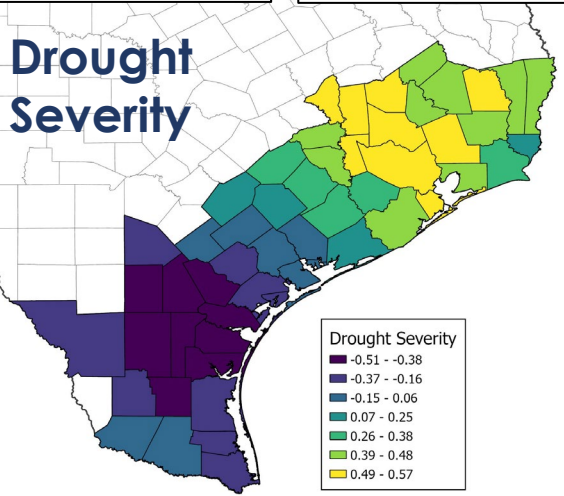 Drought
Severity
Drought Severity
-0.51 - -0.38
-0.37 - -0.16
-0.15 - 0.06
0.07 - 0.25
0.26 - 0.38
0.39 - 0.48
0.49 - 0.57